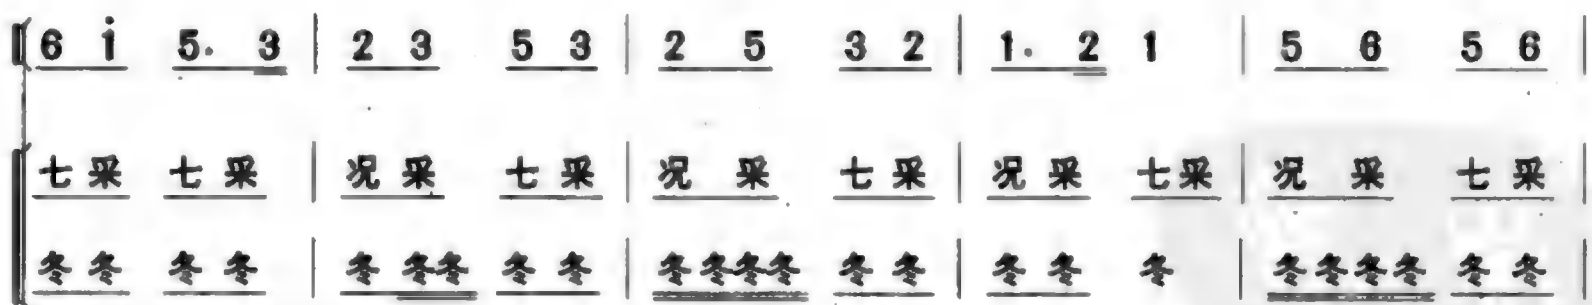 6 i 5. 3 | 2 3 5 3 | 2 5 3 2 | 1. 2 1 | 5 6 5 6 |
七采 七采 | 况采 七采 | 况采 七采 | 况采 七采 | 况采 七采 |
冬冬 冬冬 | 冬冬冬 冬冬 | 冬冬冬冬 冬冬 | 冬冬 冬 | 冬冬冬冬 冬冬 |